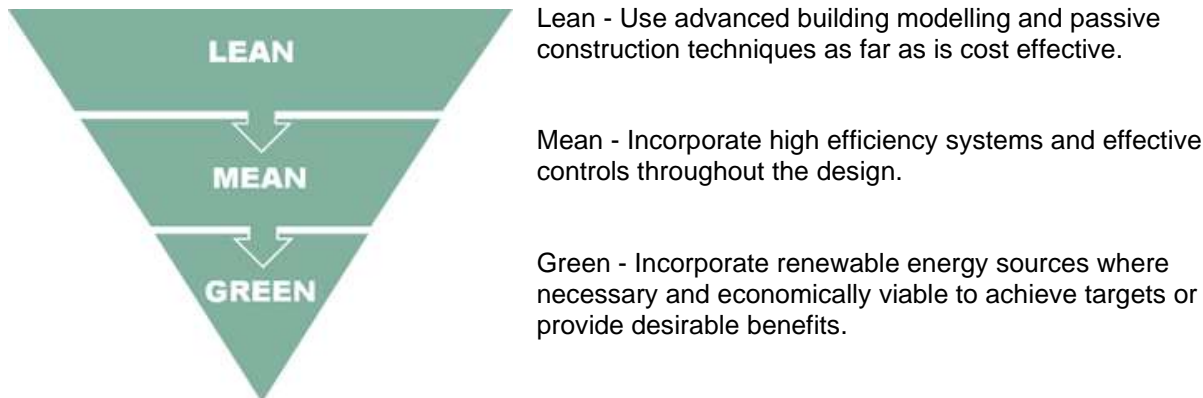 LEAN
Lean - Use advanced building modelling and passive
construction techniques as far as is cost effective.
MEAN
Mean - Incorporate high efficiency systems and effective
controls throughout the design.
GREEN
Green - Incorporate renewable energy sources where
necessary and economically viable to achieve targets or
provide desirable benefits.